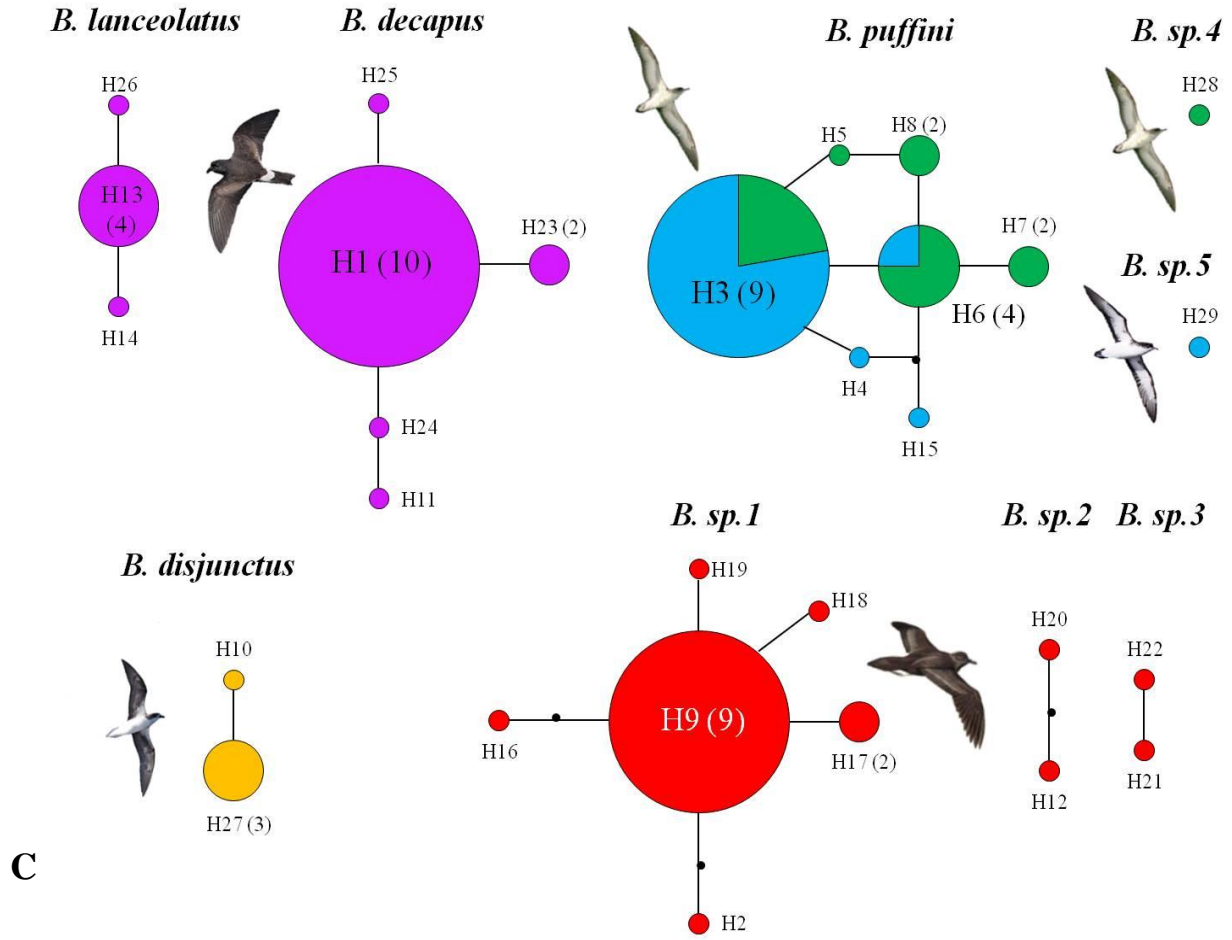 B. lanceolatus
B. decapus
B. puffini
B. sp.4
H26
H13
(4)
H14
H25
H1 (10)
H23 (2)
H24
H11
H5
H8 (2)
H3 (9)
H6 (4)
H7 (2)
H4
H15
H28
B. sp.5
H29
B. disjunctus
H10
H27 (3)
B. sp.1
H19
H18
H9 (9)
H16
H17 (2)
H2
B. sp.2
H20
H12
B. sp.3
H22
H21
C